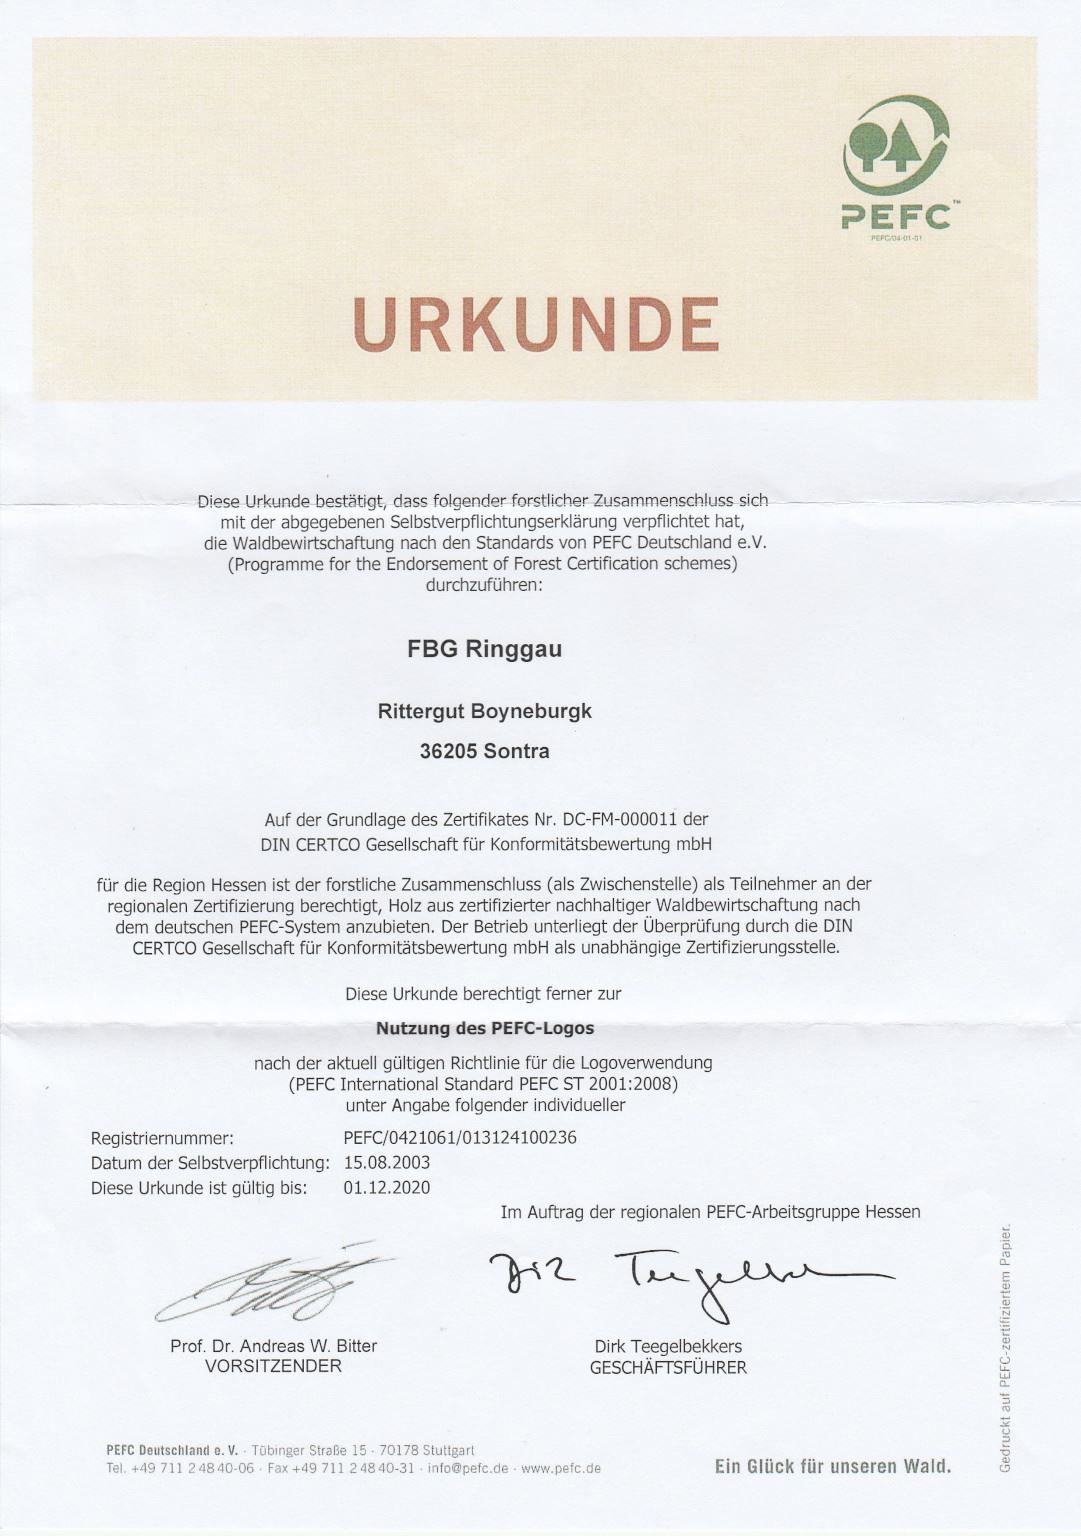 PEFC™
PEFC/04-01-01
URKUNDE
Diese Urkunde bestätigt, dass folgender forstlicher Zusammenschluss sich
mit der abgegebenen Selbstverpflichtungserklärung verpflichtet hat,
die Waldbewirtschaftung nach den Standards von PEFC Deutschland e.V.
(Programme for the Endorsement of Forest Certification schemes)
durchzuführen:
FBG Ringgau
Rittergut Boyneburgk
36205 Sontra
Auf der Grundlage des Zertifikates Nr. DC-FM-000011 der
DIN CERTCO Gesellschaft für Konformitätsbewertung mbH
für die Region Hessen ist der forstliche Zusammenschluss (als Zwischenstelle) als Teilnehmer an der
regionalen Zertifizierung berechtigt, Holz aus zertifizierter nachhaltiger Waldbewirtschaftung nach
dem deutschen PEFC-System anzubieten. Der Betrieb unterliegt der Überprüfung durch die DIN
CERTCO Gesellschaft für Konformitätsbewertung mbH als unabhängige Zertifizierungsstelle.
Diese Urkunde berechtigt ferner zur
Nutzung des PEFC-Logos
nach der aktuell gültigen Richtlinie für die Logoverwendung
(PEFC International Standard PEFC ST 2001:2008)
unter Angabe folgender individueller
Registriernummer: PEFC/0421061/013124100236
Datum der Selbstverpflichtung: 15.08.2003
Diese Urkunde ist gültig bis: 01.12.2020
Im Auftrag der regionalen PEFC-Arbeitsgruppe Hessen
Prof. Dr. Andreas W. Bitter
VORSITZENDER
Dirk Teegelbekkers
GESCHÄFTSFÜHRER
PEFC Deutschland e. V. · Tübinger Straße 15 · 70178 Stuttgart
Tel. +49 711 2 48 40-06 · Fax +49 711 2 48 40-31 · info@pefc.de · www.pefc.de
Ein Glück für unseren Wald.
Gedruckt auf PEFC-zertifiziertem Papier.